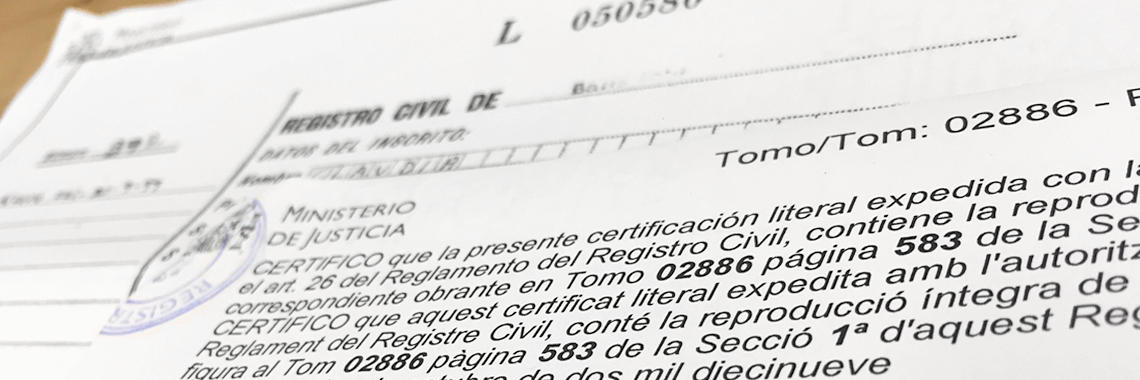 L 050580
REGISTRO CIVIL DE
DATOS DEL INSCRITO:
Nombre
Tomo/Tom: 02886 -
MINISTERIO
DE JUSTICIA
CERTIFICO que la presente certificación literal expedida con la
el art. 26 del Reglamento del Registro Civil, contiene la reprod
correspondiente obrante en Tomo 02886 página 583 de la Se
CERTIFICO que aquest certificat literal expedita amb l'autoritz
Reglament del Registre Civil, conté la reproducció íntegra de
figura al Tom 02886 pàgina 583 de la Secció 1ª d'aquest Reg
de dos mil diecinueve
REGISTR